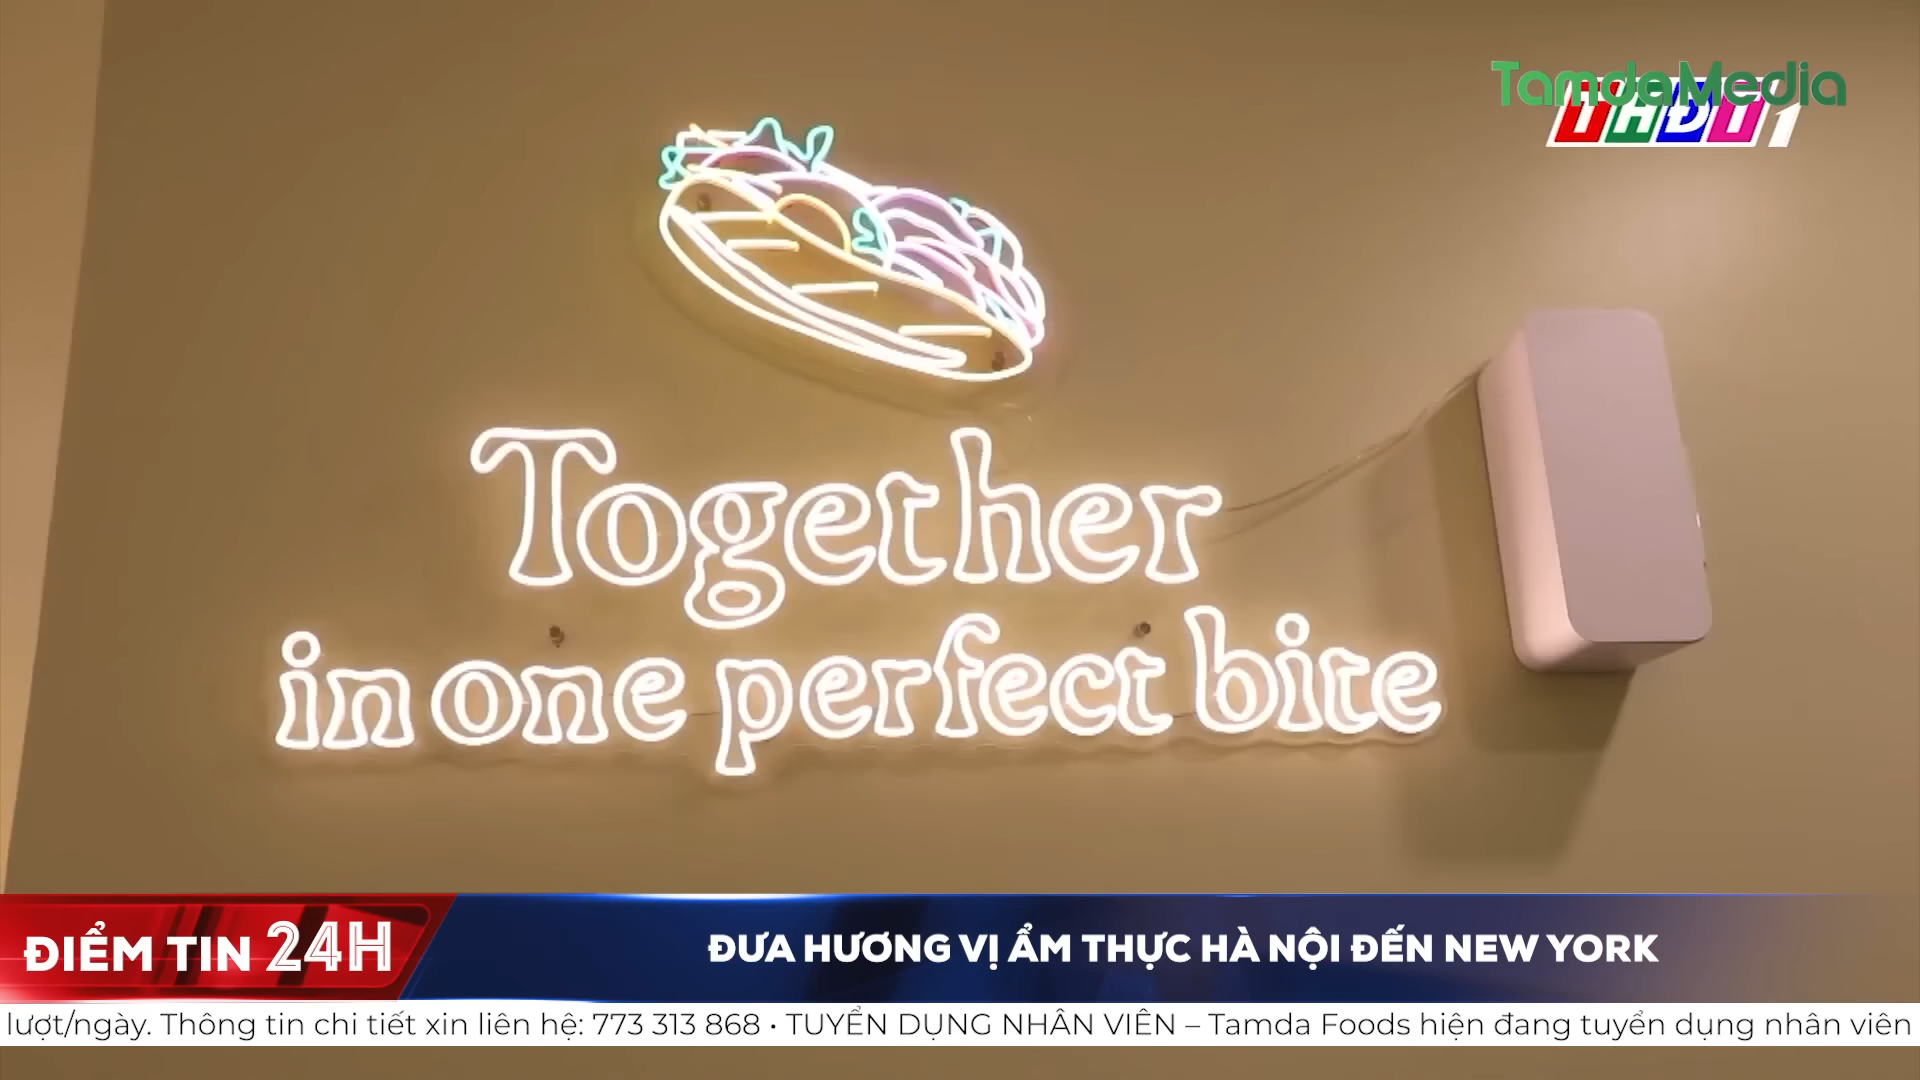 TamdaMedia
THĐT1
Together
in one perfect bite
ĐIỂM TIN 24H
ĐƯA HƯƠNG VỊ ẨM THỰC HÀ NỘI ĐẾN NEW YORK
lượt/ngày. Thông tin chi tiết xin liên hệ: 773 313 868 • TUYỂN DỤNG NHÂN VIÊN – Tamda Foods hiện đang tuyển dụng nhân viên